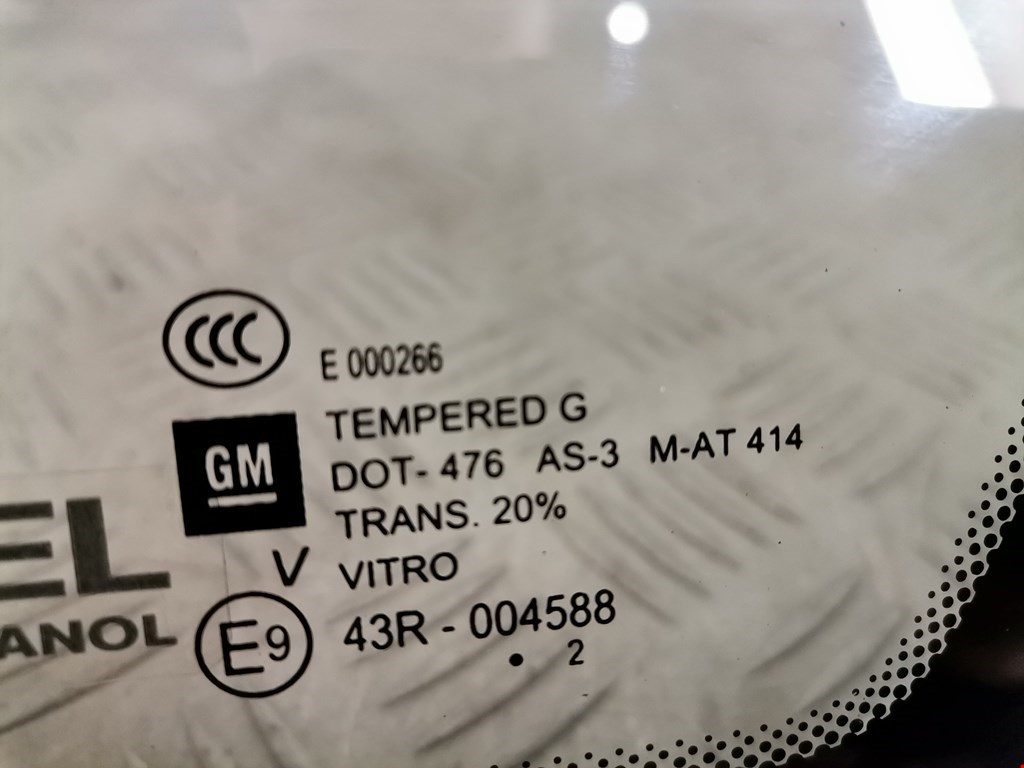 CCC E 000266
GM TEMPERED G
DOT- 476 AS-3 M-AT 414
TRANS. 20%
V VITRO
E9 43R - 004588
• 2
EL
ANOL